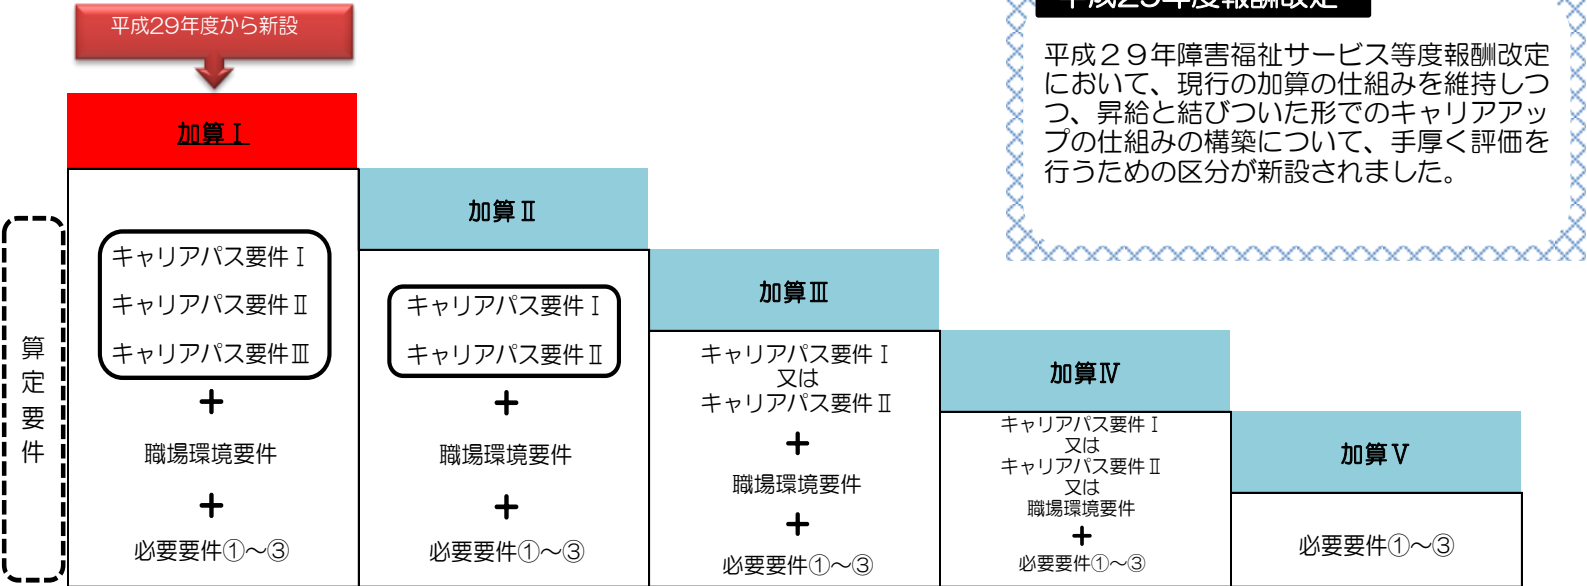 平成29年度から新設
平成29年度報酬改定
平成２９年障害福祉サービス等度報酬改定
において、現行の加算の仕組みを維持しつ
つ、昇給と結びついた形でのキャリアアッ
プの仕組みの構築について、手厚く評価を
行うための区分が新設されました。
算定要件
加算Ⅰ
キャリアパス要件Ⅰ
キャリアパス要件Ⅱ
キャリアパス要件Ⅲ
+
職場環境要件
+
必要要件①～③
加算Ⅱ
キャリアパス要件Ⅰ
キャリアパス要件Ⅱ
+
職場環境要件
+
必要要件①～③
加算Ⅲ
キャリアパス要件Ⅰ
又は
キャリアパス要件Ⅱ
+
職場環境要件
+
必要要件①～③
加算Ⅳ
キャリアパス要件Ⅰ
又は
キャリアパス要件Ⅱ
又は
職場環境要件
+
必要要件①～③
加算Ⅴ
必要要件①～③